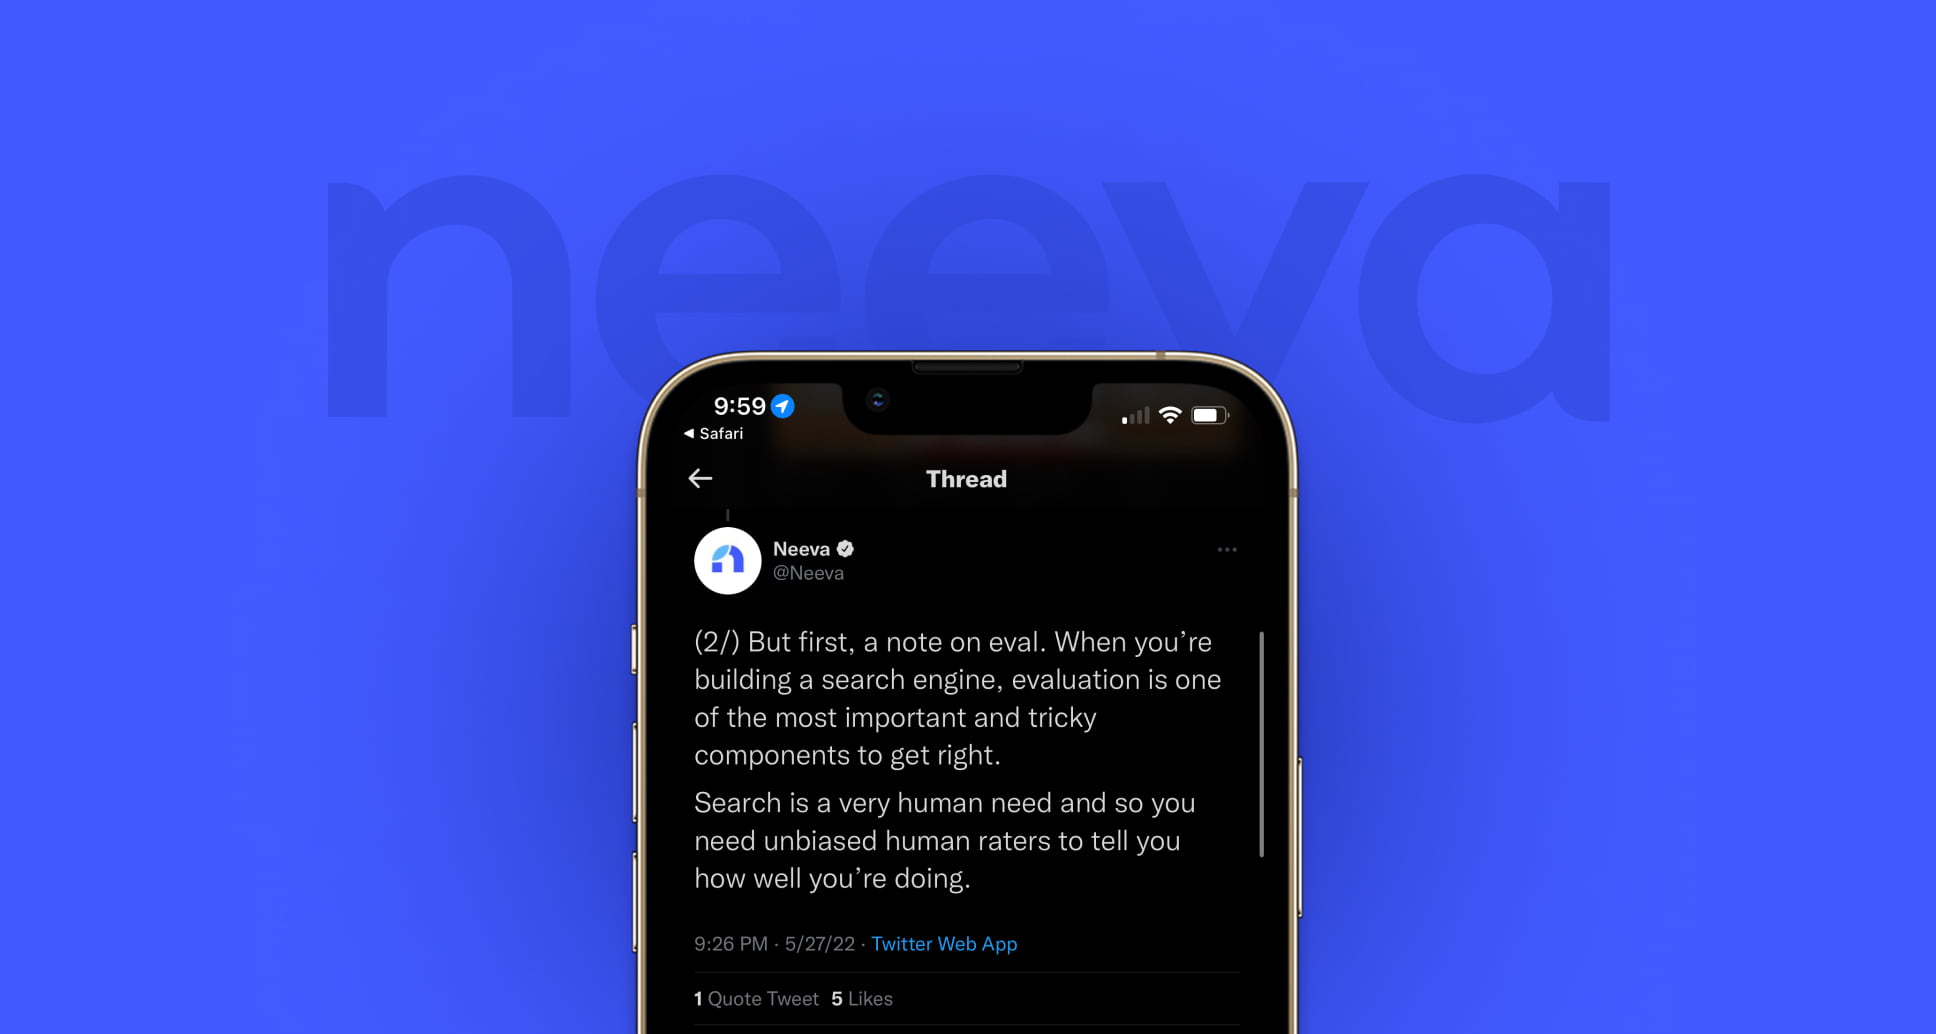 neeva
9:59
◀ Safari
Thread
Neeva
@Neeva
(2/) But first, a note on eval. When you’re
building a search engine, evaluation is one
of the most important and tricky
components to get right.
Search is a very human need and so you
need unbiased human raters to tell you
how well you’re doing.
9:26 PM · 5/27/22 · Twitter Web App
1 Quote Tweet 5 Likes